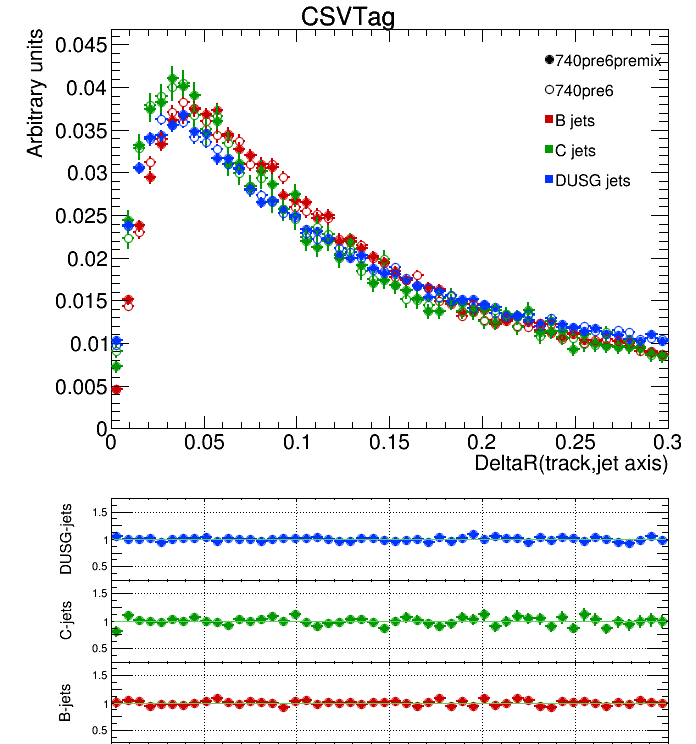 CSVTag
Arbitrary units
0.045
0.04
0.035
0.03
0.025
0.02
0.015
0.01
0.005
0
740pre6premix
740pre6
B jets
C jets
DUSG jets
0 0.05 0.1 0.15 0.2 0.25 0.3
DeltaR(track,jet axis)
DUSG-jets
1.5
1
0.5
C-jets
1.5
1
0.5
B-jets
1.5
1
0.5